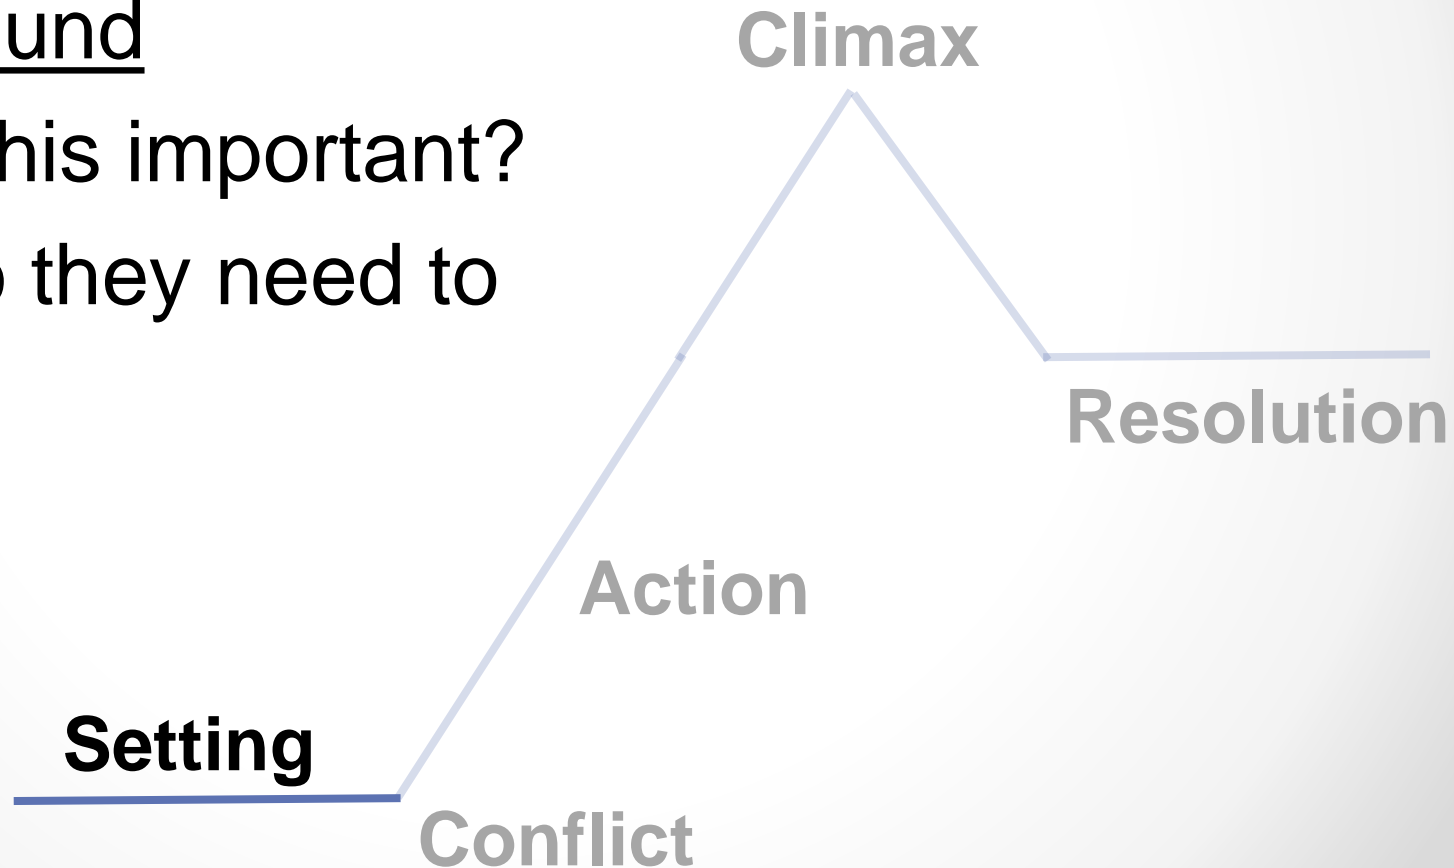 und
his important?
they need to
Climax
Resolution
Action
Setting
Conflict